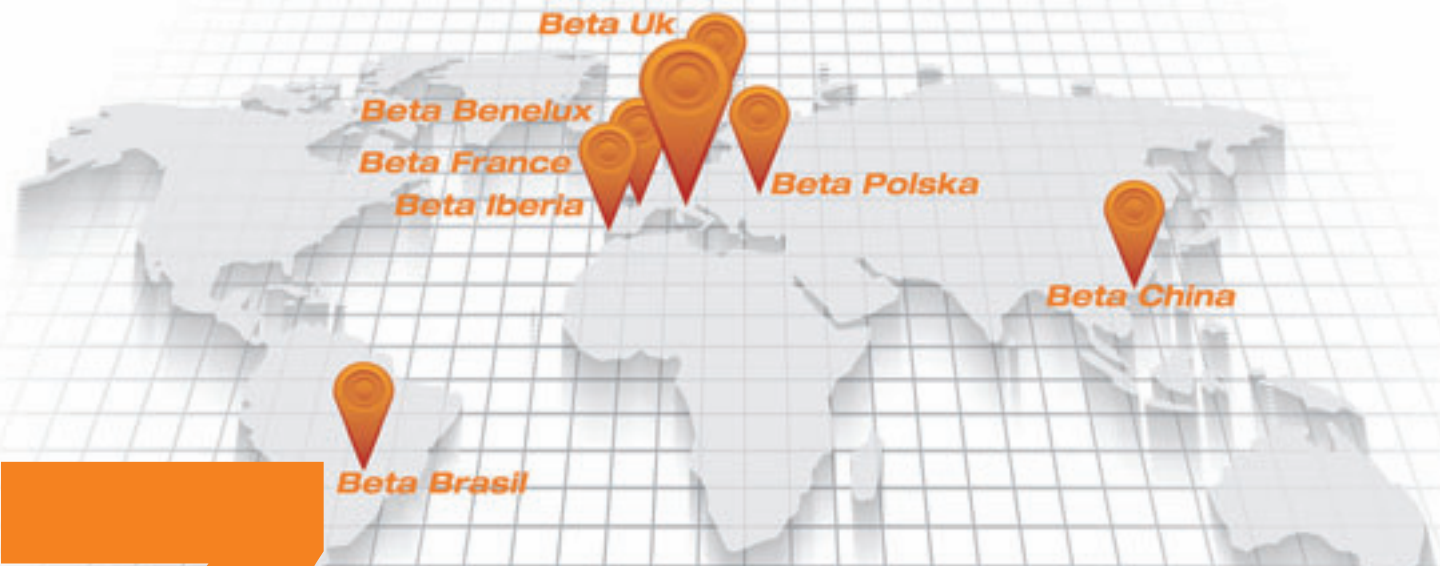 Beta Uk
Beta Benelux
Beta France
Beta Iberia
Beta Polska
Beta China
Beta Brasil